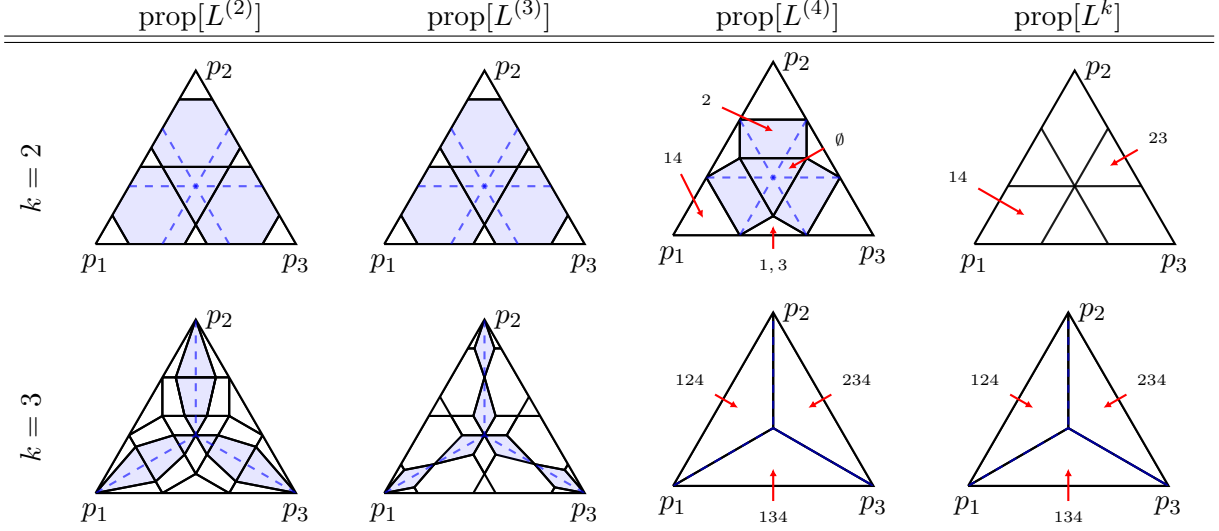 prop[L^(2)] prop[L^(3)] prop[L^(4)] prop[L^k]
k = 2
p_2 p_2 p_2 p_2
2
∅
14
23
14
p_1 p_3 p_1 p_3 p_1 p_3 p_1 p_3
1, 3
k = 3
p_2 p_2 p_2 p_2
124 234 124 234
p_1 p_3 p_1 p_3 p_1 p_3 p_1 p_3
134 134